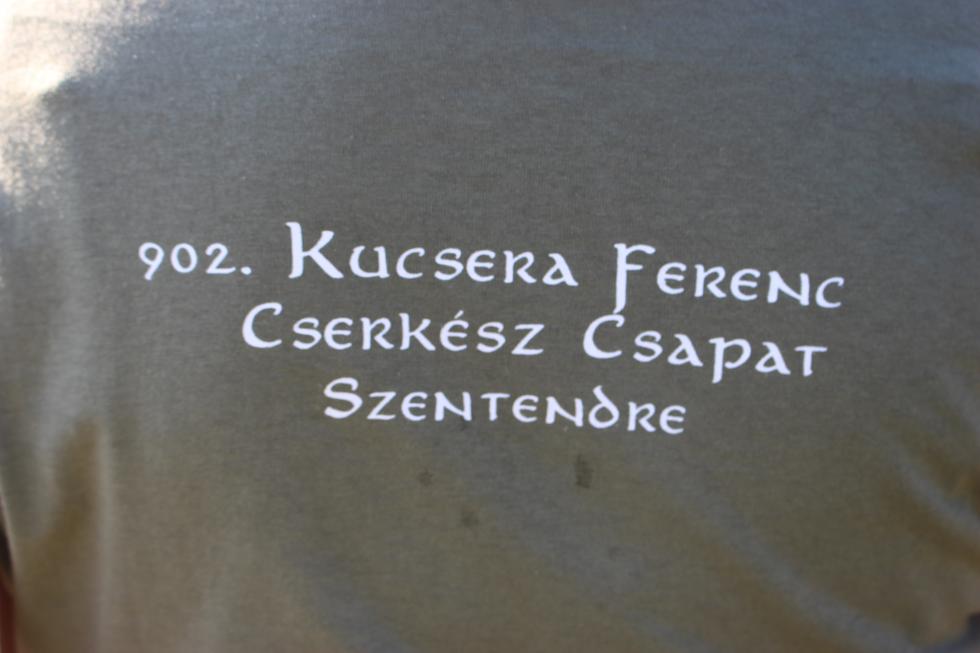 902. Kucsera Ferenc
Cserkész Csapat
Szentendre